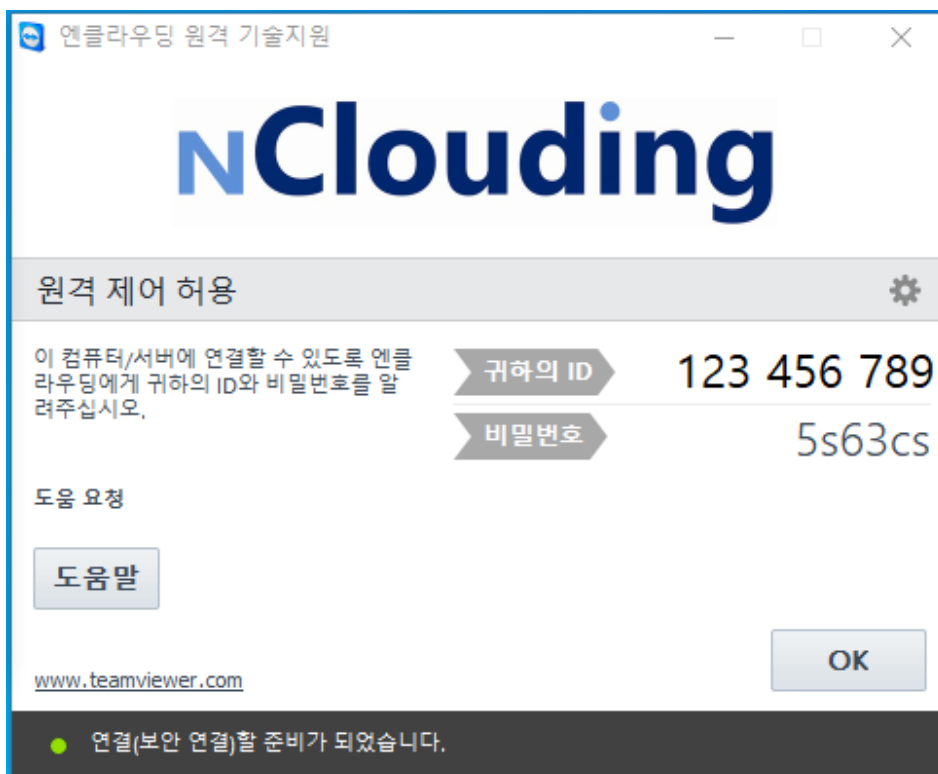 엔클라우딩 원격 기술지원
NClouding
원격 제어 허용
이 컴퓨터/서버에 연결할 수 있도록 엔클
라우딩에게 귀하의 ID와 비밀번호를 알
려주십시오.
귀하의 ID
123 456 789
비밀번호
5s63cs
도움 요청
도움말
OK
www.teamviewer.com
연결(보안 연결)할 준비가 되었습니다.